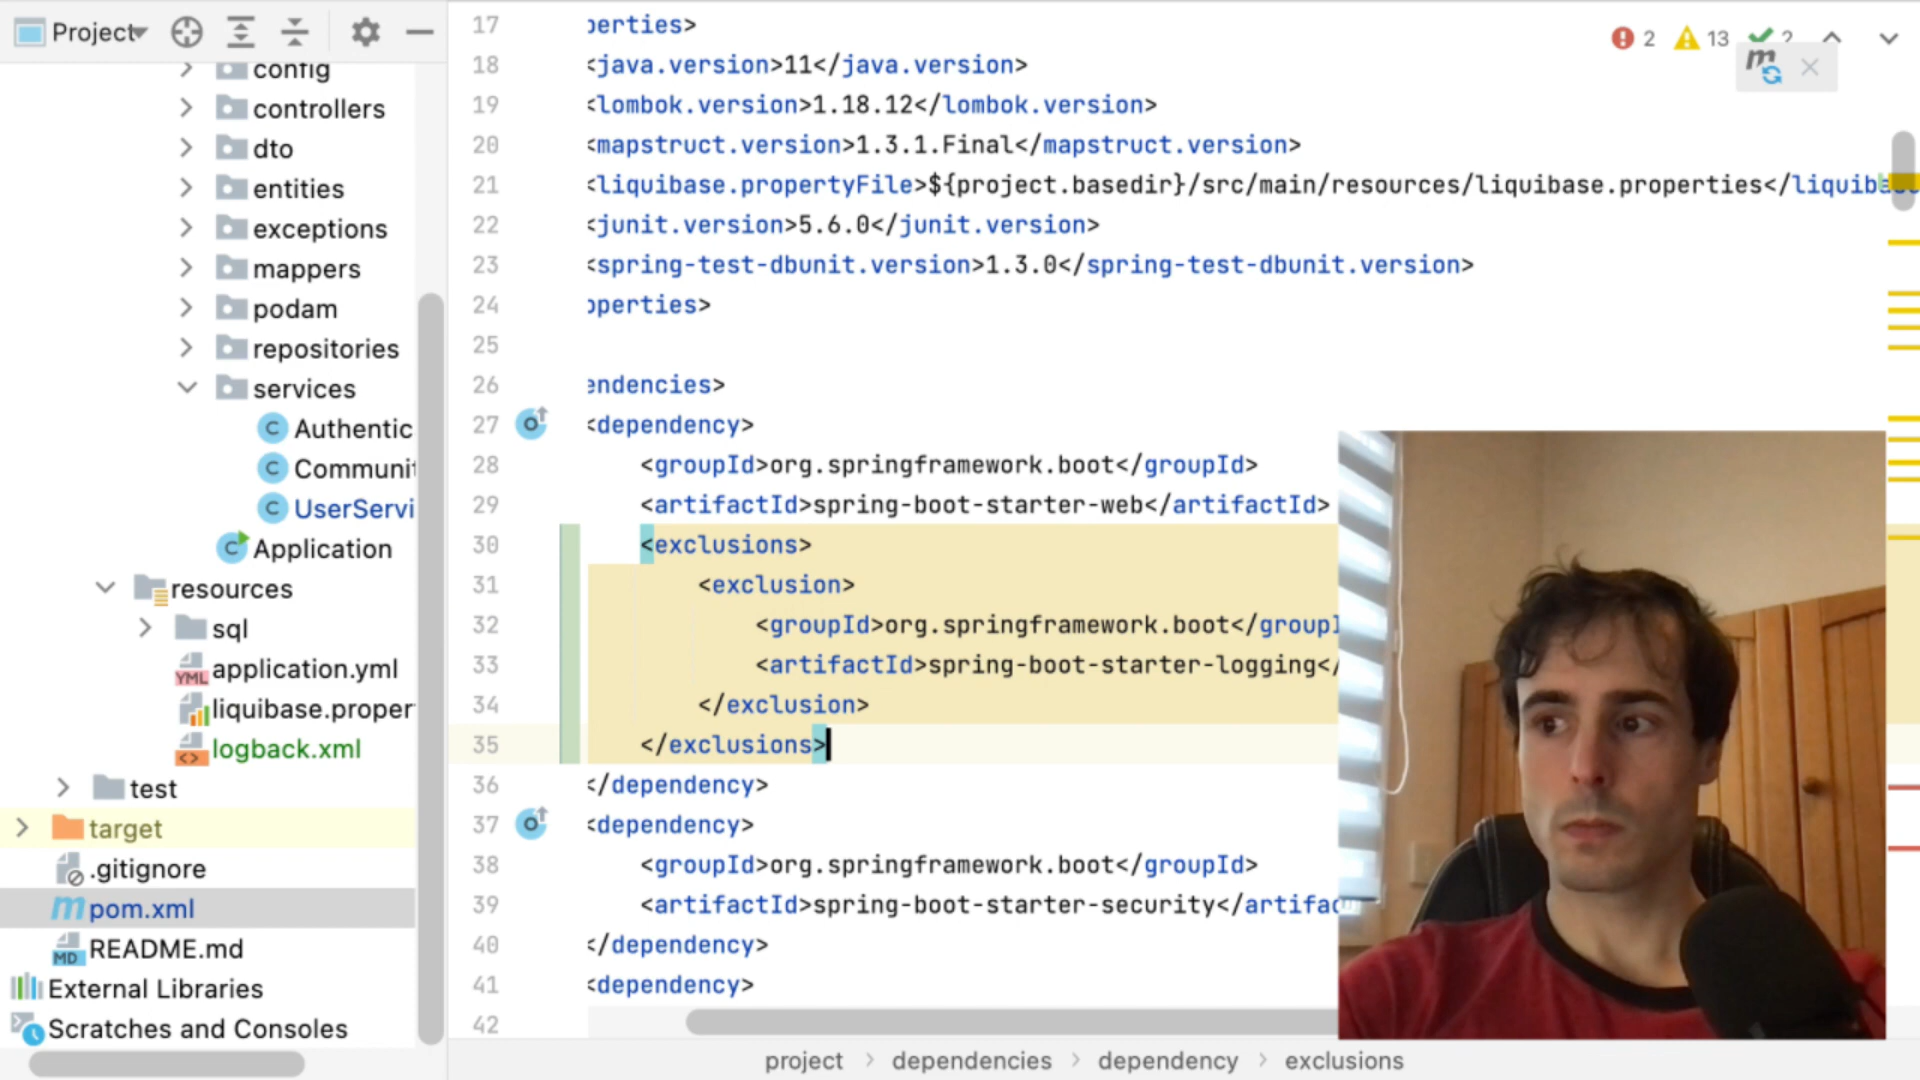 Project
config
controllers
dto
entities
exceptions
mappers
podam
repositories
services
Authentic
Communit
UserServi
Application
resources
sql
application.yml
liquibase.proper
logback.xml
test
target
.gitignore
pom.xml
README.md
External Libraries
Scratches and Consoles
2 13 2
17 perties>
18 <java.version>11</java.version>
19 <lombok.version>1.18.12</lombok.version>
20 <mapstruct.version>1.3.1.Final</mapstruct.version>
21 <liquibase.propertyFile>${project.basedir}/src/main/resources/liquibase.properties</liquibase
22 <junit.version>5.6.0</junit.version>
23 <spring-test-dbunit.version>1.3.0</spring-test-dbunit.version>
24 operties>
25
26 endencies>
27 <dependency>
28 <groupId>org.springframework.boot</groupId>
29 <artifactId>spring-boot-starter-web</artifactId>
30 <exclusions>
31 <exclusion>
32 <groupId>org.springframework.boot</groupI
33 <artifactId>spring-boot-starter-logging</
34 </exclusion>
35 </exclusions>
36 </dependency>
37 <dependency>
38 <groupId>org.springframework.boot</groupId>
39 <artifactId>spring-boot-starter-security</artifac
40 </dependency>
41 <dependency>
42
project > dependencies > dependency > exclusions